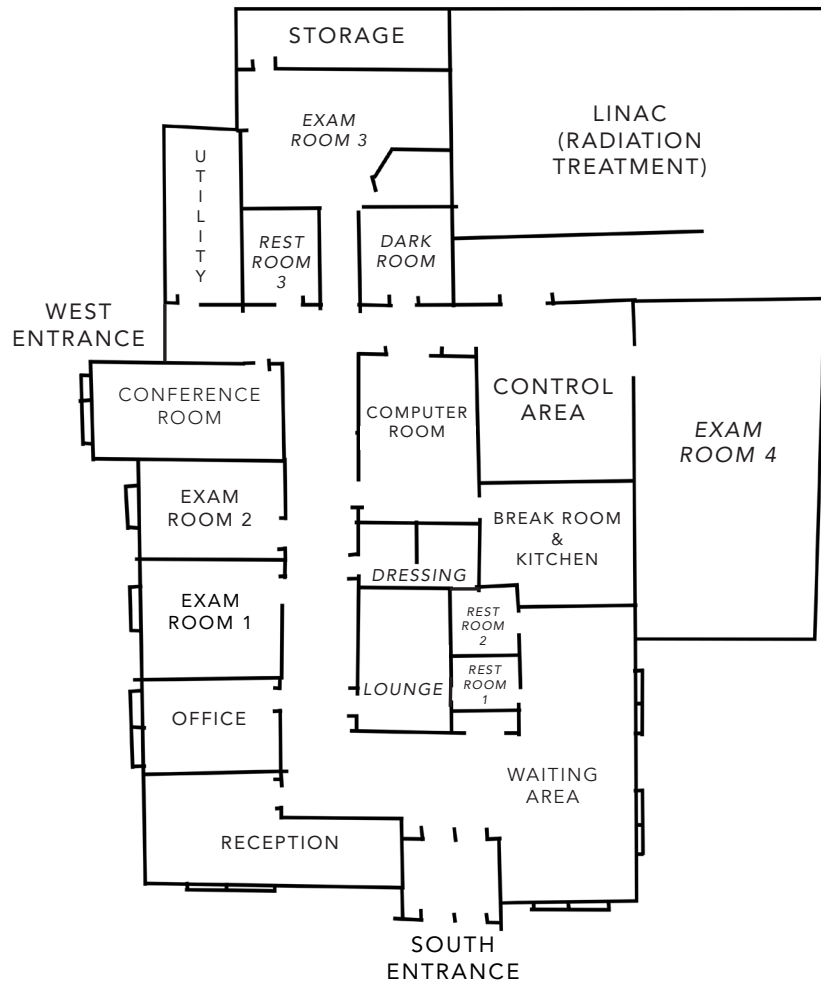 STORAGE
EXAM
ROOM 3
LINAC
(RADIATION
TREATMENT)
UTILITY
REST
ROOM
3
DARK
ROOM
WEST
ENTRANCE
CONFERENCE
ROOM
COMPUTER
ROOM
CONTROL
AREA
EXAM
ROOM 4
EXAM
ROOM 2
BREAK ROOM
&
KITCHEN
DRESSING
EXAM
ROOM 1
REST
ROOM
2
REST
ROOM
1
LOUNGE
OFFICE
WAITING
AREA
RECEPTION
SOUTH
ENTRANCE